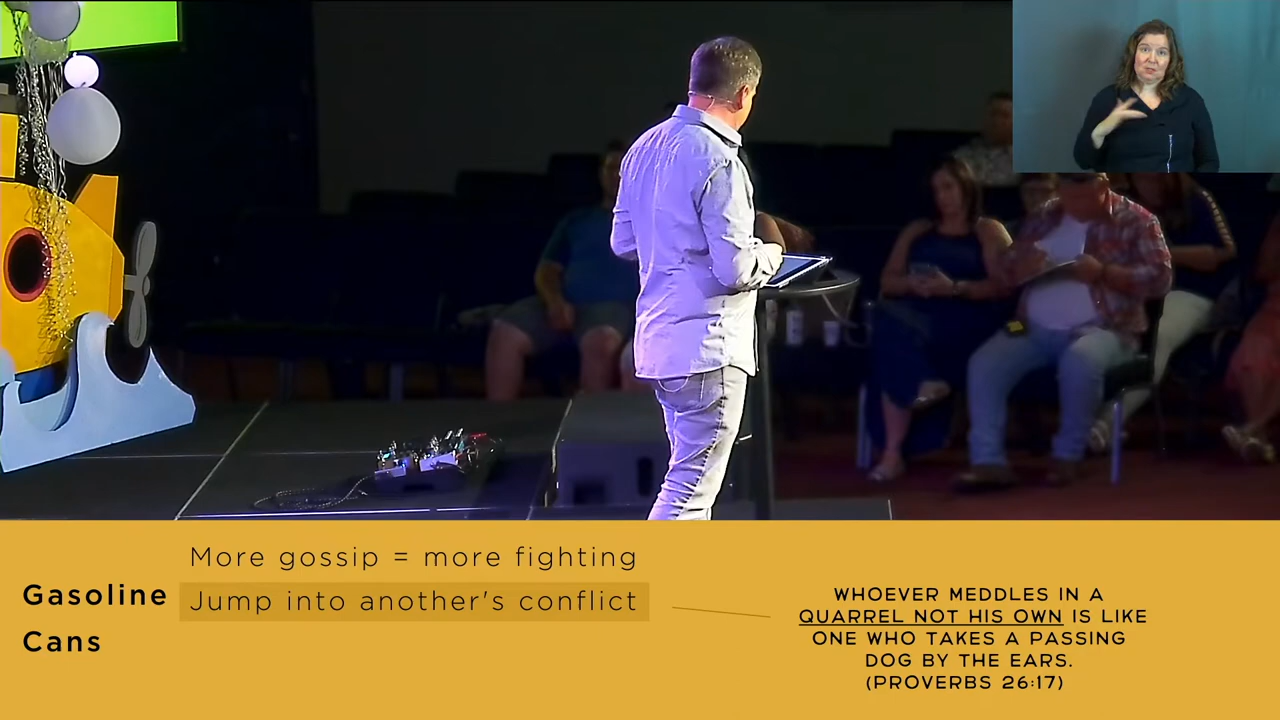 More gossip = more fighting
Gasoline
Jump into another's conflict
Cans
WHOEVER MEDDLES IN A
QUARREL NOT HIS OWN IS LIKE
ONE WHO TAKES A PASSING
DOG BY THE EARS.
(PROVERBS 26:17)